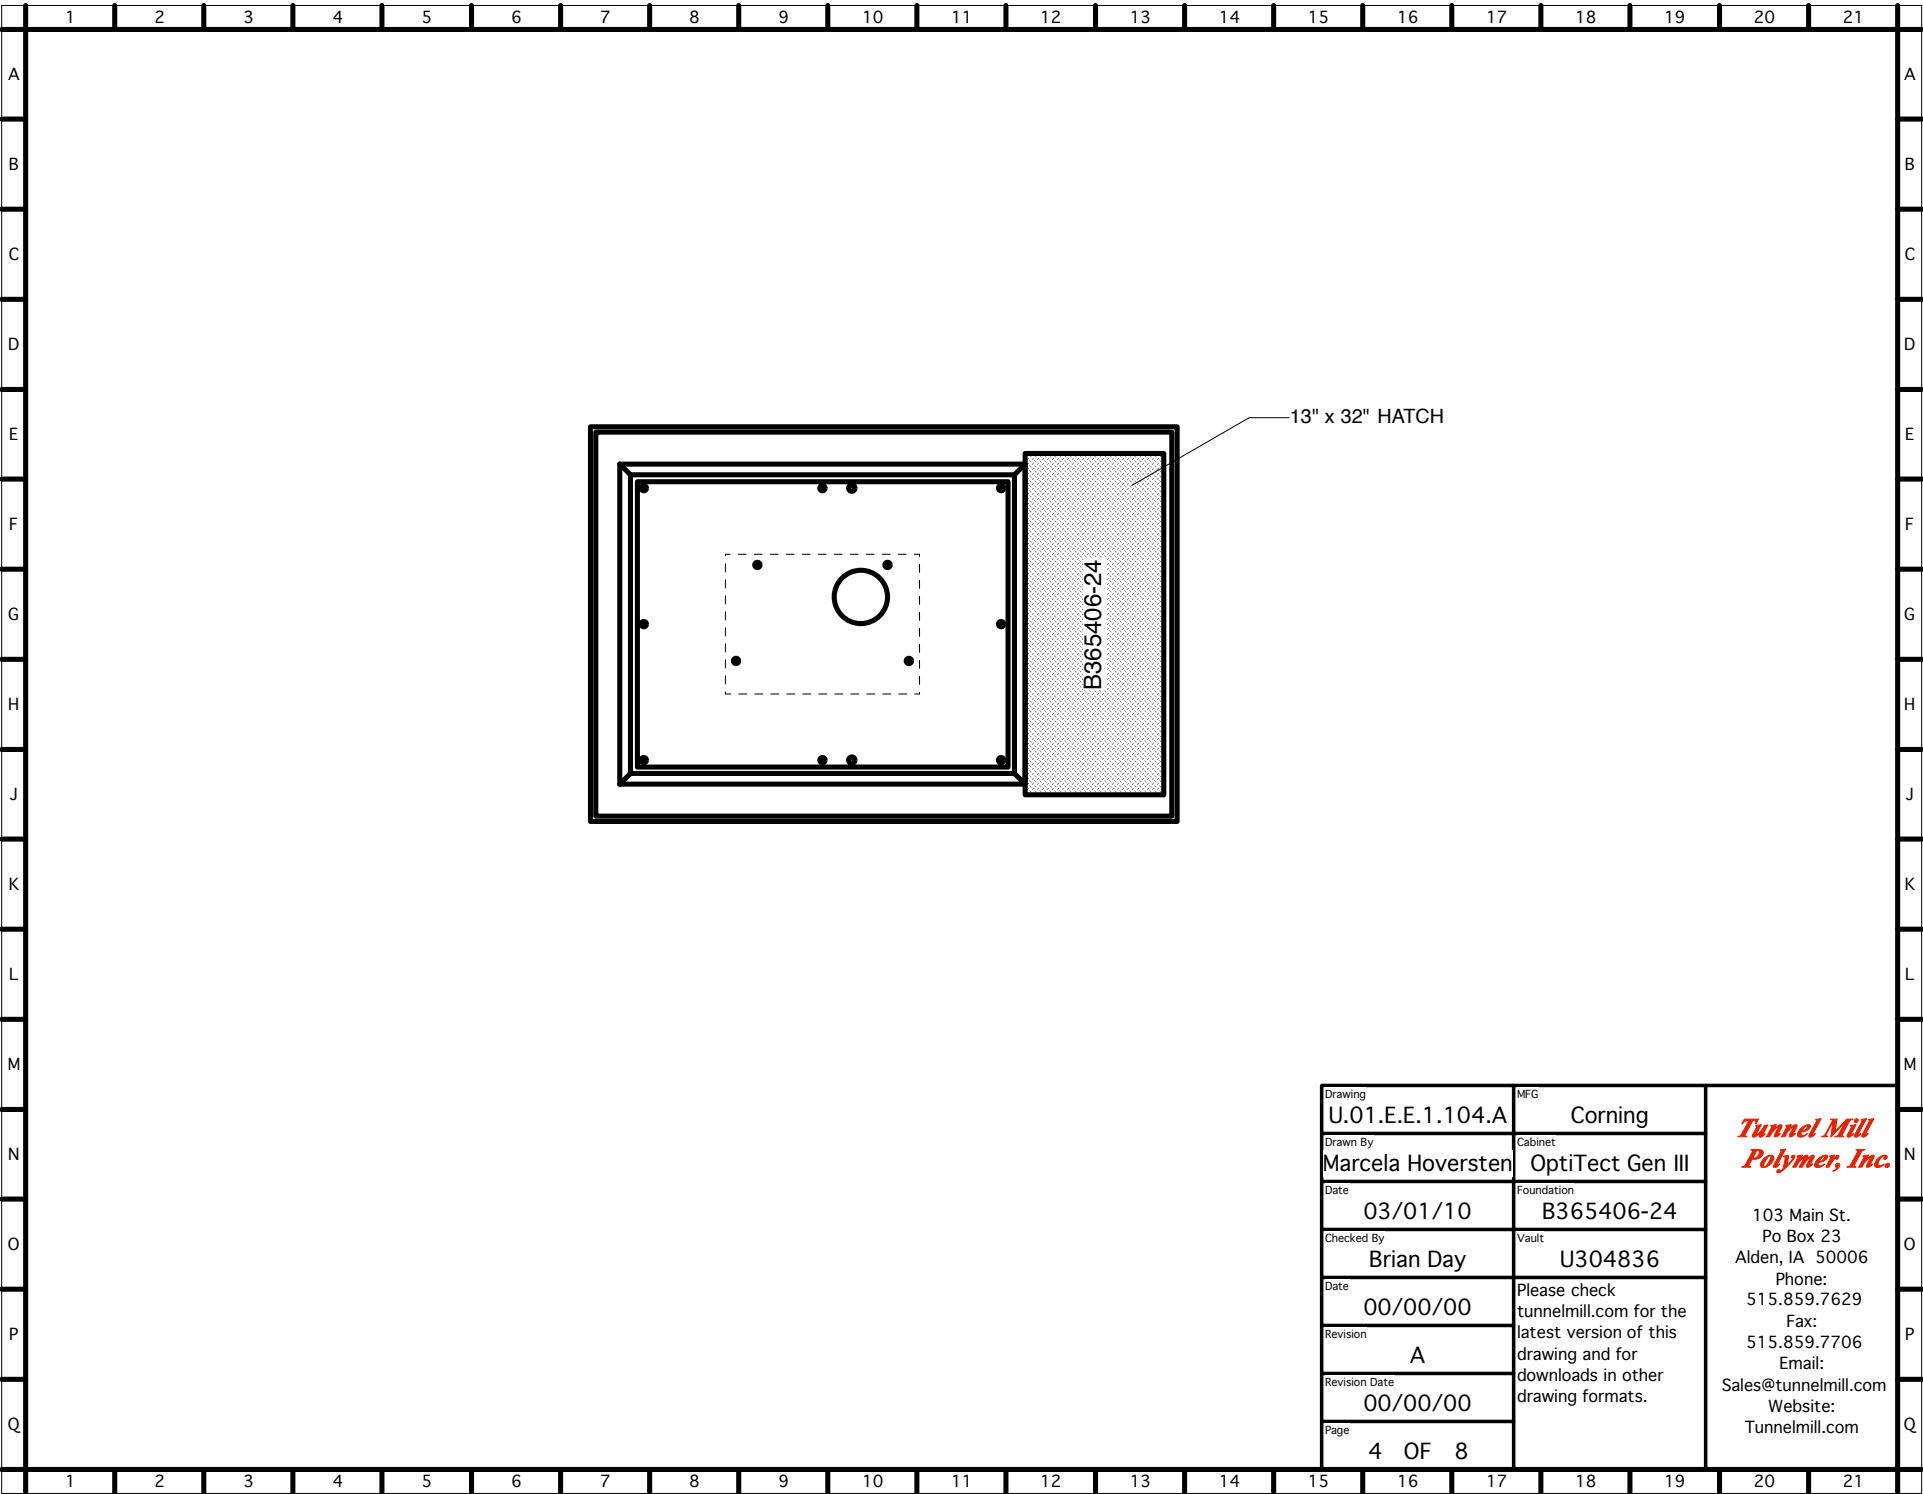 1 2 3 4 5 6 7 8 9 10 11 12 13 14 15 16 17 18 19 20 21
A A
B B
C C
D D
E E
F F
G G
H H
J J
K K
L L
M M
N N
O O
P P
Q Q
13" x 32" HATCH
B365406-24
Drawing
U.01.E.E.1.104.A
MFG
Corning
Drawn By
Marcela Hoversten
Cabinet
OptiTect Gen III
Date
03/01/10
Foundation
B365406-24
Checked By
Brian Day
Vault
U304836
Date
00/00/00
Revision
A
Revision Date
00/00/00
Page
4 OF 8
Please check
tunnelmill.com for the
latest version of this
drawing and for
downloads in other
drawing formats.
Tunnel Mill
Polymer, Inc.
103 Main St.
Po Box 23
Alden, IA 50006
Phone:
515.859.7629
Fax:
515.859.7706
Email:
Sales@tunnelmill.com
Website:
Tunnelmill.com
1 2 3 4 5 6 7 8 9 10 11 12 13 14 15 16 17 18 19 20 21